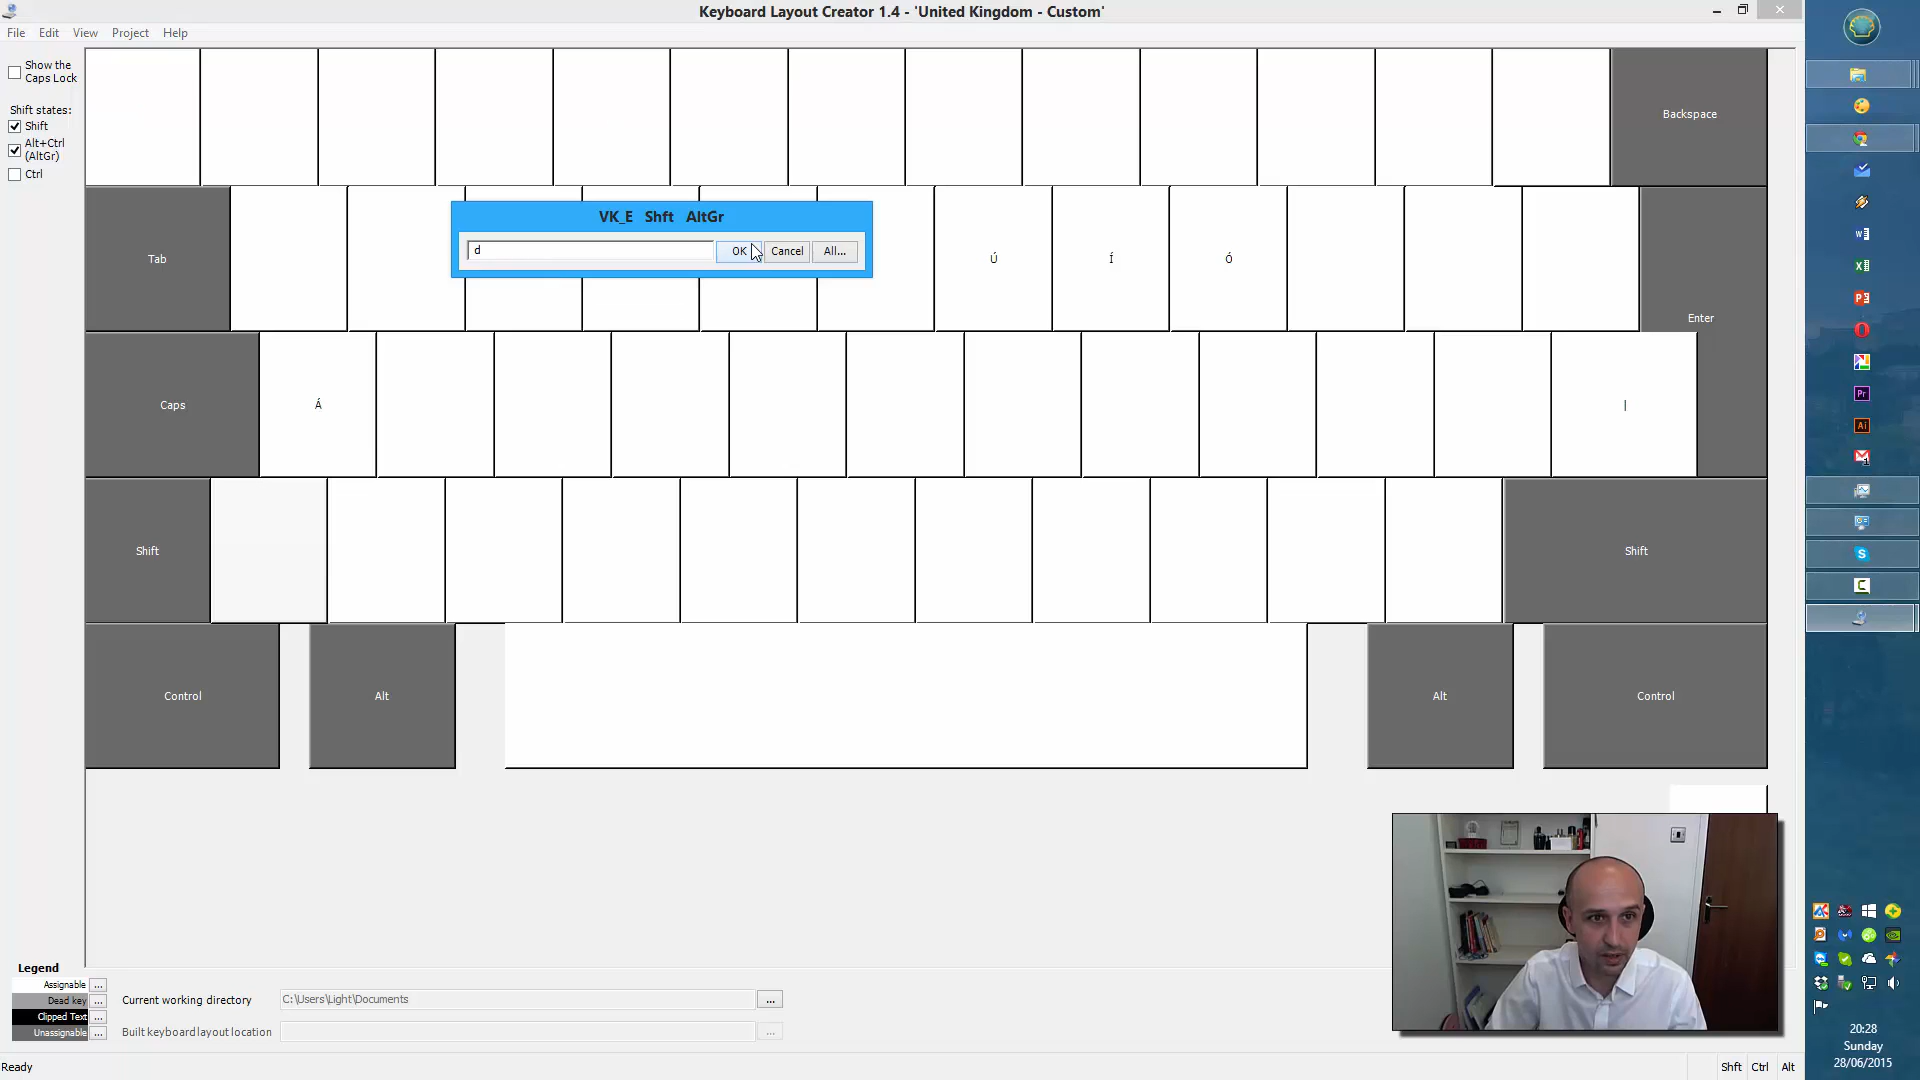 Keyboard Layout Creator 1.4 - 'United Kingdom - Custom'
File Edit View Project Help
Show the
Caps Lock
Shift states:
Shift
Alt+Ctrl
(AltGr)
Ctrl
Backspace
Tab
VK_E Shft AltGr
d
OK Cancel All...
Ú
Í
Ó
Enter
Caps
Á
|
Shift
Shift
Control
Alt
Alt
Control
Legend
Assignable ...
Dead key ...
Clipped Text ...
Unassignable ...
Current working directory C:\Users\Light\Documents ...
Built keyboard layout location ...
Ready
Shft Ctrl Alt
Pr
Ai
20:28
Sunday
28/06/2015